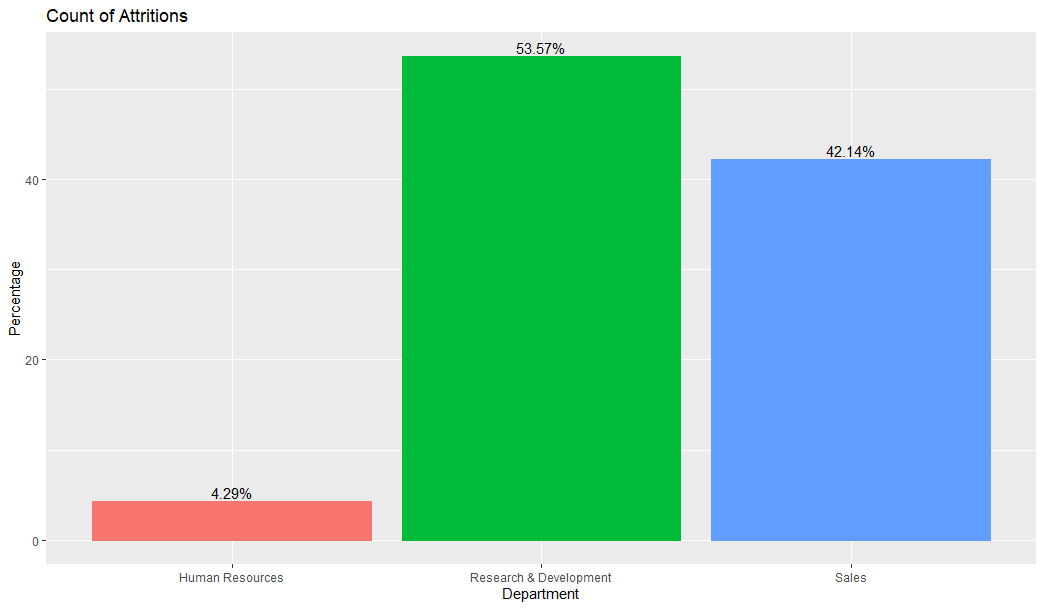 Count of Attritions
53.57%
42.14%
4.29%
40
20
0
Percentage
Human Resources
Research & Development
Sales
Department